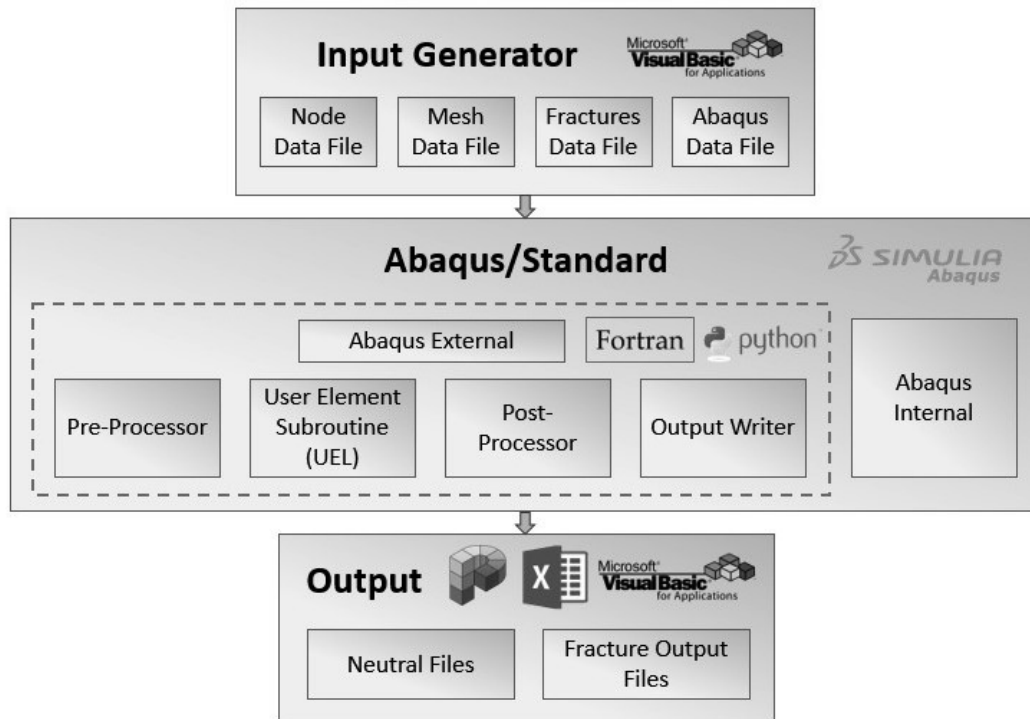 Input Generator
Microsoft®
Visual Basic®
for Applications
Node
Data File
Mesh
Data File
Fractures
Data File
Abaqus
Data File
Abaqus/Standard
SIMULIA
Abaqus
Abaqus External
Fortran
python™
Pre-Processor
User Element
Subroutine
(UEL)
Post-
Processor
Output Writer
Abaqus
Internal
Output
X
Microsoft®
Visual Basic®
for Applications
Neutral Files
Fracture Output
Files